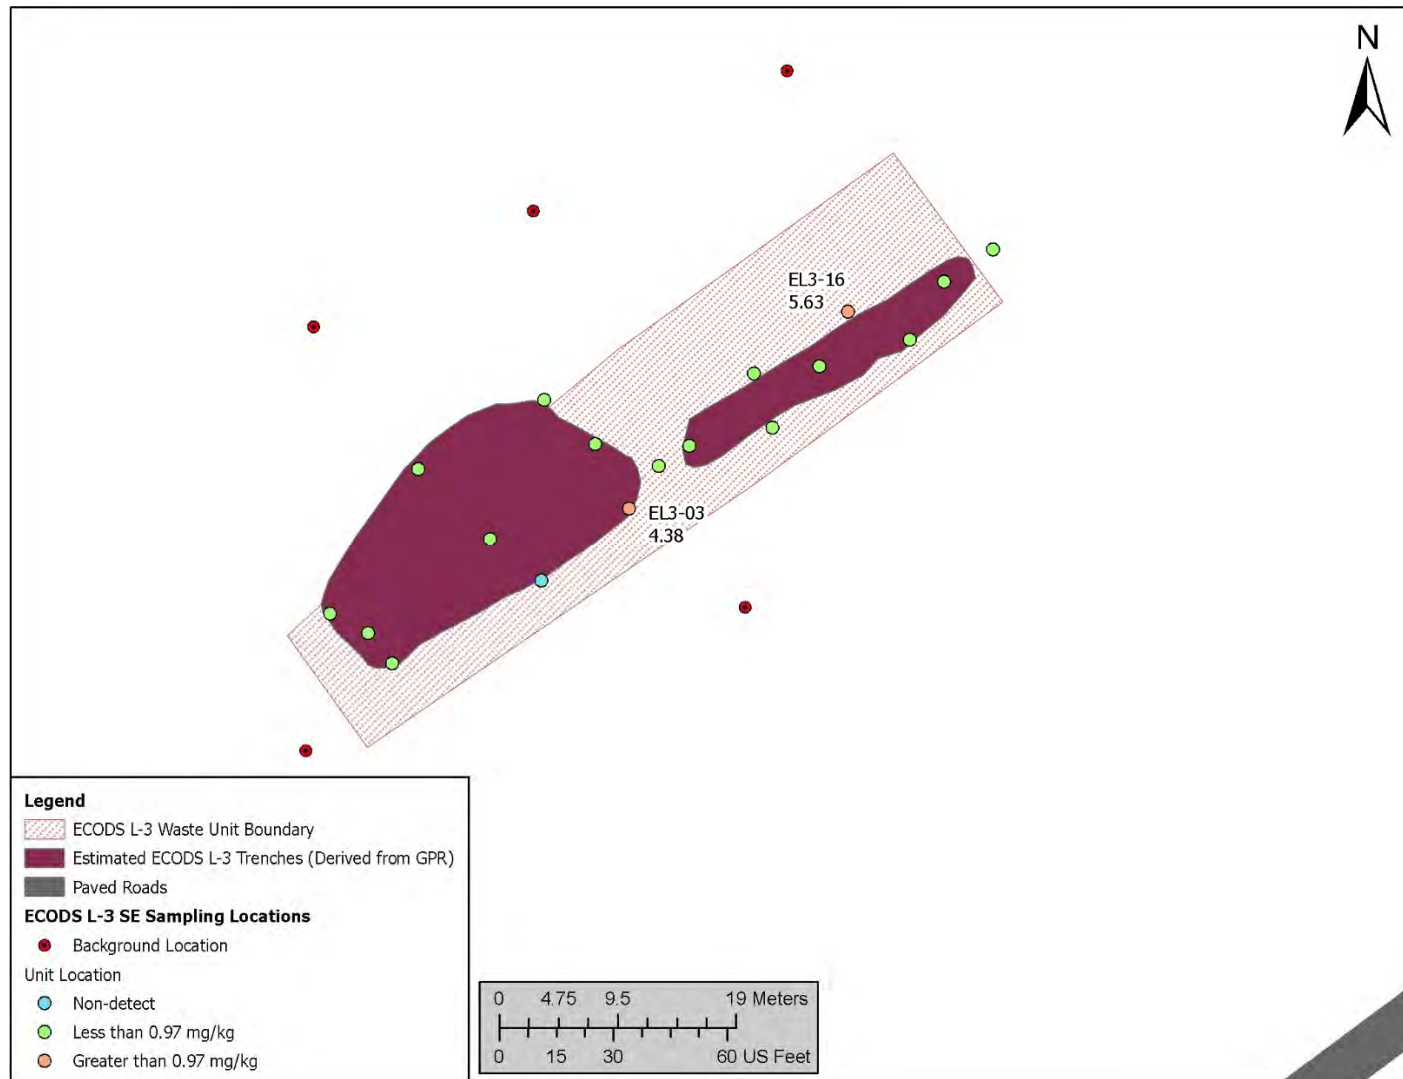 N
EL3-16
5.63
EL3-03
4.38
Legend
ECODS L-3 Waste Unit Boundary
Estimated ECODS L-3 Trenches (Derived from GPR)
Paved Roads
ECODS L-3 SE Sampling Locations
Background Location
Unit Location
Non-detect
Less than 0.97 mg/kg
Greater than 0.97 mg/kg
0 4.75 9.5 19 Meters
0 15 30 60 US Feet